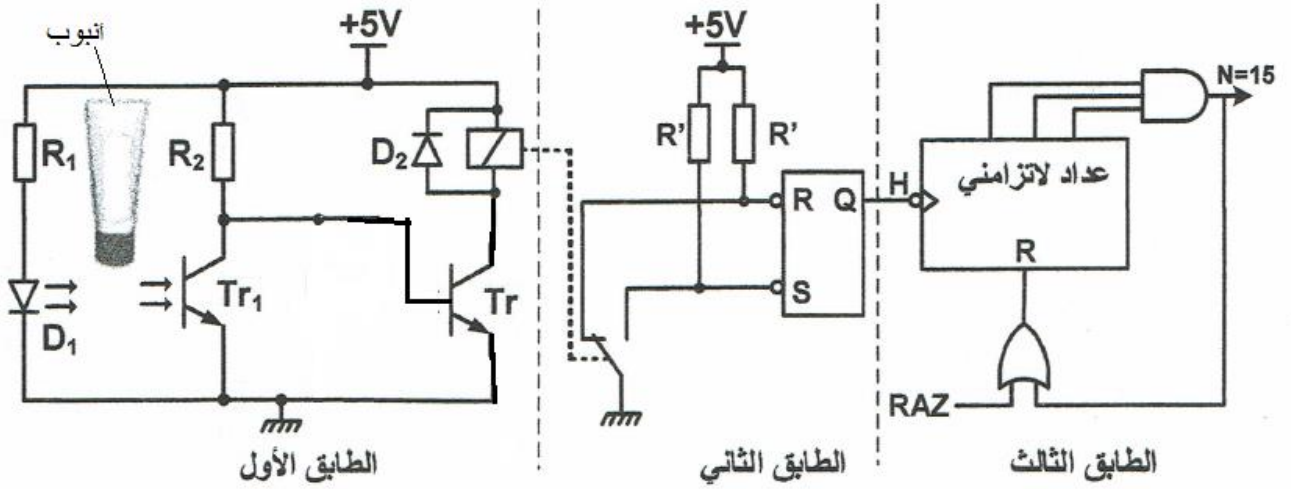 أنبوب
+5V
R1
R2
D2
D1
Tr1
Tr
الطابق الأول
+5V
R’
R’
R
Q
S
الطابق الثاني
H
عداد لاتزامني
R
N=15
RAZ
الطابق الثالث